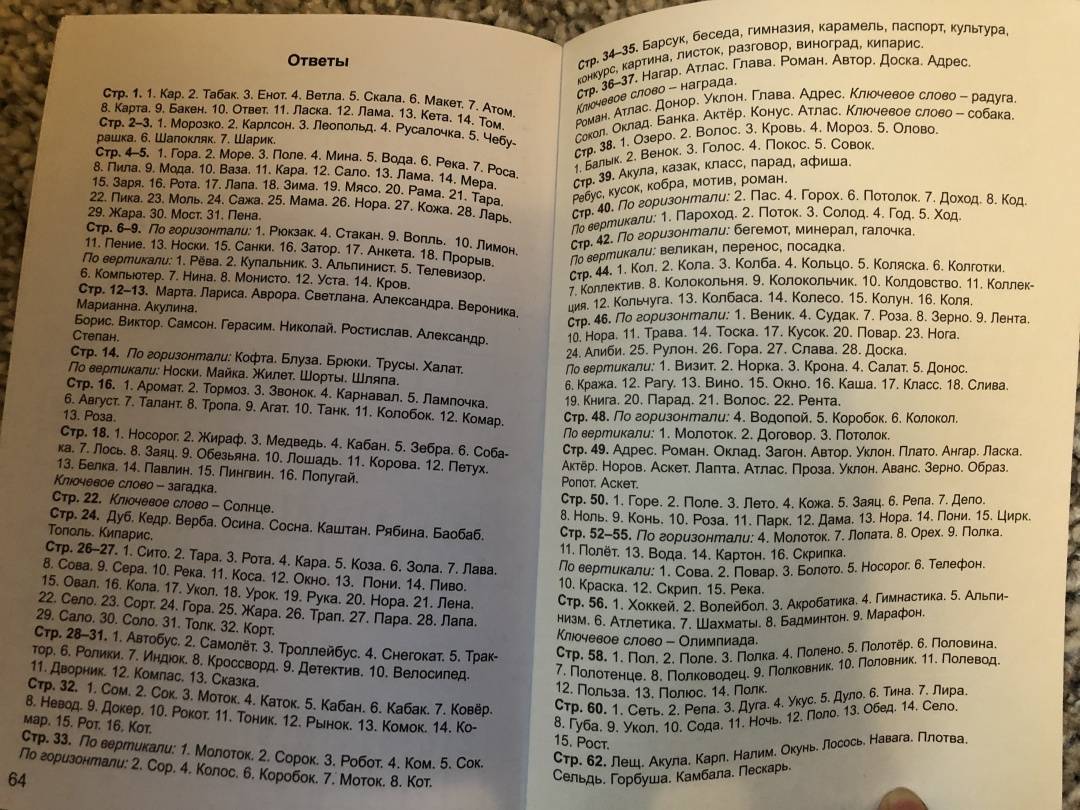 Ответы
Стр. 1. 1. Кар. 2. Табак. 3. Енот. 4. Ветла. 5. Скала. 6. Макет. 7. Атом.
8. Карта. 9. Бакен. 10. Ответ. 11. Ласка. 12. Лама. 13. Кета. 14. Том.
Стр. 2–3. 1. Морозко. 2. Карлсон. 3. Леопольд. 4. Русалочка. 5. Чебу-
рашка. 6. Шапокляк. 7. Шарик.
Стр. 4–5. 1. Гора. 2. Море. 3. Поле. 4. Мина. 5. Вода. 6. Река. 7. Роса.
8. Пила. 9. Мода. 10. Ваза. 11. Кара. 12. Сало. 13. Лама. 14. Мера.
15. Заря. 16. Рота. 17. Лапа. 18. Зима. 19. Мясо. 20. Рама. 21. Тара.
22. Пика. 23. Моль. 24. Сажа. 25. Мама. 26. Нора. 27. Кожа. 28. Ларь.
29. Жара. 30. Мост. 31. Пена.
Стр. 6–9. По горизонтали: 1. Рюкзак. 4. Стакан. 9. Вопль. 10. Лимон.
11. Пение. 13. Носки. 15. Санки. 16. Затор. 17. Анкета. 18. Прорыв.
По вертикали: 1. Рёва. 2. Купальник. 3. Альпинист. 5. Телевизор.
6. Компьютер. 7. Нина. 8. Монисто. 12. Уста. 14. Кров.
Стр. 12–13. Марта. Лариса. Аврора. Светлана. Александра. Вероника.
Марианна. Акулина.
Борис. Виктор. Самсон. Герасим. Николай. Ростислав. Александр.
Степан.
Стр. 14. По горизонтали: Кофта. Блуза. Брюки. Трусы. Халат.
По вертикали: Носки. Майка. Жилет. Шорты. Шляпа.
Стр. 16. 1. Аромат. 2. Тормоз. 3. Звонок. 4. Карнавал. 5. Лампочка.
6. Август. 7. Талант. 8. Тропа. 9. Агат. 10. Танк. 11. Колобок. 12. Комар.
13. Роза.
Стр. 18. 1. Носорог. 2. Жираф. 3. Медведь. 4. Кабан. 5. Зебра. 6. Соба-
ка. 7. Лось. 8. Заяц. 9. Обезьяна. 10. Лошадь. 11. Корова. 12. Петух.
13. Белка. 14. Павлин. 15. Пингвин. 16. Попугай.
Ключевое слово – загадка.
Стр. 22. Ключевое слово – Солнце.
Стр. 24. Дуб. Кедр. Верба. Осина. Сосна. Каштан. Рябина. Баобаб.
Тополь. Кипарис.
Стр. 26–27. 1. Сито. 2. Тара. 3. Рота. 4. Кара. 5. Коза. 6. Зола. 7. Лава.
8. Сова. 9. Сера. 10. Река. 11. Коса. 12. Окно. 13. Пони. 14. Пиво.
15. Овал. 16. Кола. 17. Укол. 18. Урок. 19. Рука. 20. Нора. 21. Лена.
22. Село. 23. Сорт. 24. Гора. 25. Жара. 26. Трап. 27. Пара. 28. Лапа.
29. Сало. 30. Соло. 31. Толк. 32. Корт.
Стр. 28–31. 1. Автобус. 2. Самолёт. 3. Троллейбус. 4. Снегокат. 5. Трак-
тор. 6. Ролики. 7. Индюк. 8. Кроссворд. 9. Детектив. 10. Велосипед.
11. Дворник. 12. Компас. 13. Сказка.
Стр. 32. 1. Сом. 2. Сок. 3. Моток. 4. Каток. 5. Кабан. 6. Кабак. 7. Ковёр.
8. Невод. 9. Докер. 10. Рокот. 11. Тоник. 12. Рынок. 13. Комок. 14. Ко-
мар. 15. Рот. 16. Кот.
Стр. 33. По вертикали: 1. Молоток. 2. Сорок. 3. Робот. 4. Ком. 5. Сок.
По горизонтали: 2. Сор. 4. Колос. 6. Коробок. 7. Моток. 8. Кот.
64
Стр. 34–35. Барсук, беседа, гимназия, карамель, паспорт, культура,
конкурс, картина, листок, разговор, виноград, кипарис.
Стр. 36–37. Нагар. Атлас. Глава. Роман. Автор. Доска. Адрес.
Ключевое слово – награда.
Роман. Атлас. Донор. Уклон. Глава. Адрес. Ключевое слово – радуга.
Сокол. Оклад. Банка. Актёр. Конус. Атлас. Ключевое слово – собака.
Стр. 38. 1. Озеро. 2. Волос. 3. Кровь. 4. Мороз. 5. Олово.
1. Балык. 2. Венок. 3. Голос. 4. Покос. 5. Совок.
Стр. 39. Акула, казак, класс, парад, афиша.
Ребус, кусок, кобра, мотив, роман.
Стр. 40. По горизонтали: 2. Пас. 4. Горох. 6. Потолок. 7. Доход. 8. Код.
По вертикали: 1. Пароход. 2. Поток. 3. Солод. 4. Год. 5. Ход.
Стр. 42. По горизонтали: бегемот, минерал, галочка.
По вертикали: великан, перенос, посадка.
Стр. 44. 1. Кол. 2. Кола. 3. Колба. 4. Кольцо. 5. Коляска. 6. Колготки.
7. Коллектив. 8. Колокольня. 9. Колокольчик. 10. Колдовство. 11. Коллек-
ция. 12. Кольчуга. 13. Колбаса. 14. Колесо. 15. Колун. 16. Коля.
Стр. 46. По горизонтали: 1. Веник. 4. Судак. 7. Роза. 8. Зерно. 9. Лента.
10. Нора. 11. Трава. 14. Тоска. 17. Кусок. 20. Повар. 23. Нога.
24. Алиби. 25. Рулон. 26. Гора. 27. Слава. 28. Доска.
По вертикали: 1. Визит. 2. Норка. 3. Крона. 4. Салат. 5. Донос.
6. Кража. 12. Рагу. 13. Вино. 15. Окно. 16. Каша. 17. Класс. 18. Слива.
19. Книга. 20. Парад. 21. Волос. 22. Рента.
Стр. 48. По горизонтали: 4. Водопой. 5. Коробок. 6. Колокол.
По вертикали: 1. Молоток. 2. Договор. 3. Потолок.
Стр. 49. Адрес. Роман. Оклад. Загон. Автор. Уклон. Плато. Ангар. Ласка.
Актёр. Норов. Аскет. Лапта. Атлас. Проза. Уклон. Аванс. Зерно. Образ.
Ропот. Аскет.
Стр. 50. 1. Горе. 2. Поле. 3. Лето. 4. Кожа. 5. Заяц. 6. Репа. 7. Депо.
8. Ноль. 9. Конь. 10. Роза. 11. Парк. 12. Дама. 13. Нора. 14. Пони. 15. Цирк.
Стр. 52–55. По горизонтали: 4. Молоток. 7. Лопата. 8. Орех. 9. Полка.
11. Полёт. 13. Вода. 14. Картон. 16. Скрипка.
По вертикали: 1. Сова. 2. Повар. 3. Болото. 5. Носорог. 6. Телефон.
10. Краска. 12. Скрип. 15. Река.
Стр. 56. 1. Хоккей. 2. Волейбол. 3. Акробатика. 4. Гимнастика. 5. Альпи-
низм. 6. Атлетика. 7. Шахматы. 8. Бадминтон. 9. Марафон.
Ключевое слово – Олимпиада.
Стр. 58. 1. Пол. 2. Поле. 3. Полка. 4. Полено. 5. Полотёр. 6. Половина.
7. Полотенце. 8. Полководец. 9. Полковник. 10. Половник. 11. Полевод.
12. Польза. 13. Полюс. 14. Полк.
Стр. 60. 1. Сеть. 2. Репа. 3. Дуга. 4. Укус. 5. Дуло. 6. Тина. 7. Лира.
8. Губа. 9. Укол. 10. Сода. 11. Ночь. 12. Поло. 13. Обед. 14. Село.
15. Рост.
Стр. 62. Лещ. Акула. Карп. Налим. Окунь. Лосось. Навага. Плотва.
Сельдь. Горбуша. Камбала. Пескарь.